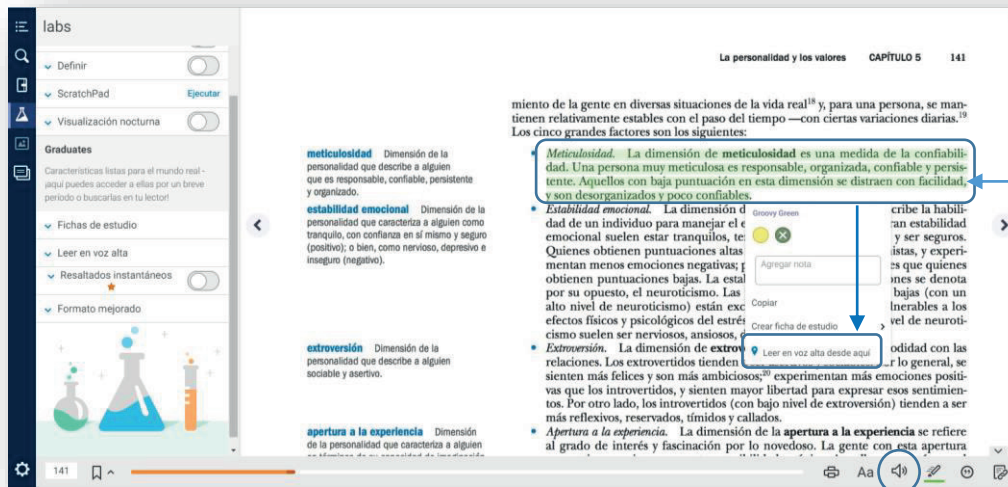 labs
Definir
ScratchPad Ejecutar
Visualización nocturna
Graduates
Características listas para el mundo real -
aquí puedes acceder a ellas por un breve
período o buscarlas en tu lector!
Fichas de estudio
Leer en voz alta
Resaltados instantáneos
Formato mejorado
La personalidad y los valores CAPÍTULO 5 141
miento de la gente en diversas situaciones de la vida real18 y, para una persona, se man-
tienen relativamente estables con el paso del tiempo —con ciertas variaciones diarias.19
Los cinco grandes factores son los siguientes:
meticulosidad Dimensión de la
personalidad que describe a alguien
que es responsable, confiable, persistente
y organizado.
estabilidad emocional Dimensión de la
personalidad que caracteriza a alguien como
tranquilo, con confianza en sí mismo y seguro
(positivo); o bien, como nervioso, depresivo e
inseguro (negativo).
extroversión Dimensión de la
personalidad que describe a alguien
sociable y asertivo.
apertura a la experiencia Dimensión
de la personalidad que caracteriza a alguien
• Meticulosidad. La dimensión de meticulosidad es una medida de la confiabili-
dad. Una persona muy meticulosa es responsable, organizada, confiable y persis-
tente. Aquellos con baja puntuación en esta dimensión se distraen con facilidad,
y son desorganizados y poco confiables.
• Estabilidad emocional. La dimensión d cribe la habili-
dad de un individuo para manejar el e ran estabilidad
emocional suelen estar tranquilos, te y ser seguros.
Quienes obtienen puntuaciones altas istas, y experi-
mentan menos emociones negativas; p es que quienes
obtienen puntuaciones bajas. La estal ones se denota
por su opuesto, el neuroticismo. Las bajas (con un
alto nivel de neuroticismo) están exc lnerables a los
efectos físicos y psicológicos del estré vel de neuroti-
cismo suelen ser nerviosos, ansiosos,
• Extroversión. La dimensión de extrov odidad con las
relaciones. Los extrovertidos tienden r lo general, se
sienten más felices y son más ambiciosos;20 experimentan más emociones positi-
vas que los introvertidos, y sienten mayor libertad para expresar esos sentimien-
tos. Por otro lado, los introvertidos (con bajo nivel de extroversión) tienden a ser
más reflexivos, reservados, tímidos y callados.
• Apertura a la experiencia. La dimensión de la apertura a la experiencia se refiere
al grado de interés y fascinación por lo novedoso. La gente con esta apertura
Groovy Green
Agregar nota
Copiar
Crear ficha de estudio
Leer en voz alta desde aquí
141
Aa